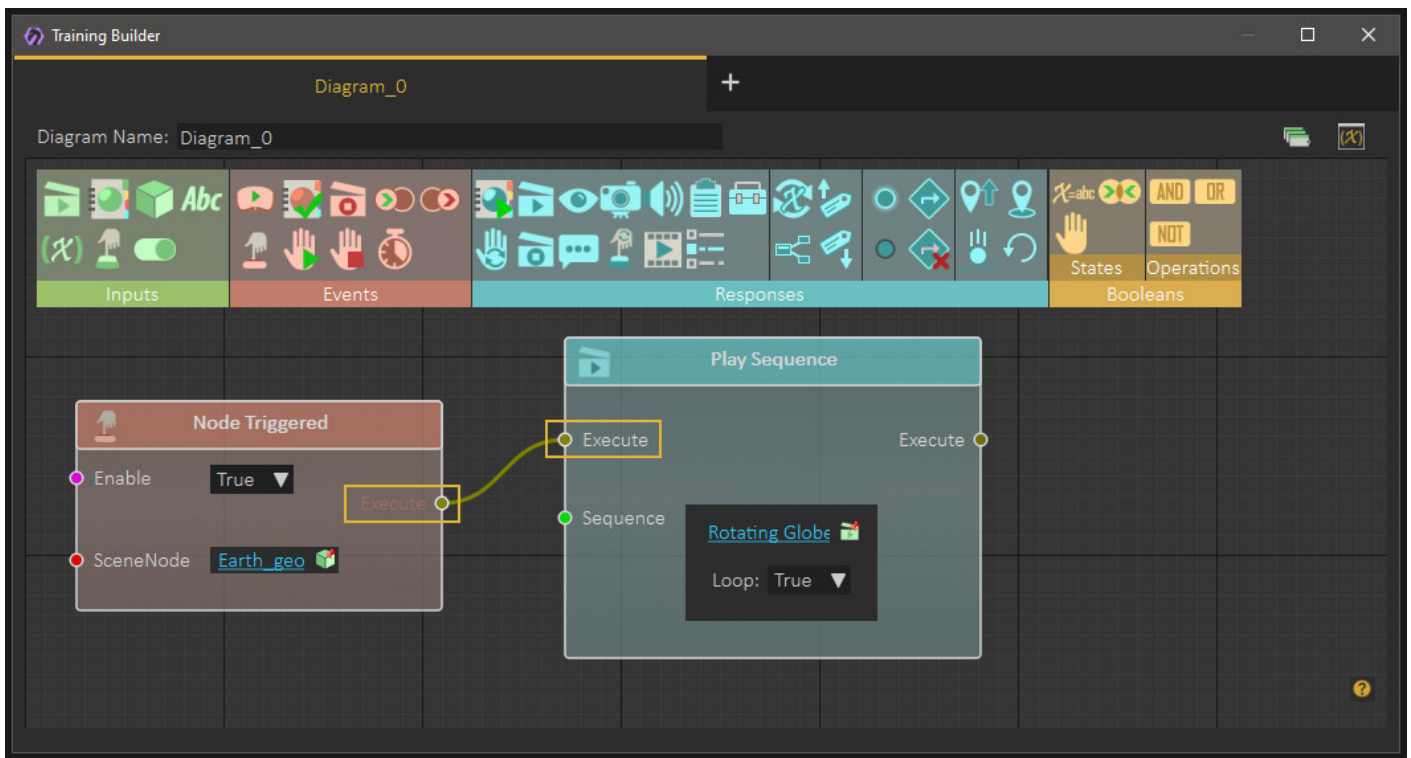 Training Builder
Diagram_0
+
Diagram Name: Diagram_0
(X)
Abc
X=abc
AND OR
(X)
NOT
States Operations
Inputs Events Responses Booleans
Play Sequence
Node Triggered
Execute Execute
Enable True
Execute
Sequence
Rotating Globe
SceneNode Earth_geo
Loop: True
?